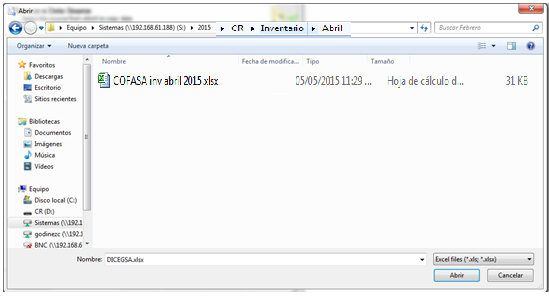 Abrir
Equipo ▸ Sistemas (\\192.168.61.188) (S:) ▸ 2015 ▸ CR ▸ Inventario ▸ Abril
Buscar Febrero
Organizar ▾ Nueva carpeta
Nombre Fecha de modifica... Tipo Tamaño
COFASA inv abril 2015.xlsx 05/05/2015 11:29 ... Hoja de cálculo d... 31 KB
Favoritos
Descargas
Escritorio
Sitios recientes
Bibliotecas
Documentos
Imágenes
Música
Vídeos
Equipo
Disco local (C:)
CR (D:)
Sistemas (\\192.1
godinezc (\\192.1
BNC (\\192.168.6
Nombre: DICEGSA.xlsx
Excel files (*.xls; *.xlsx)
Abrir Cancelar